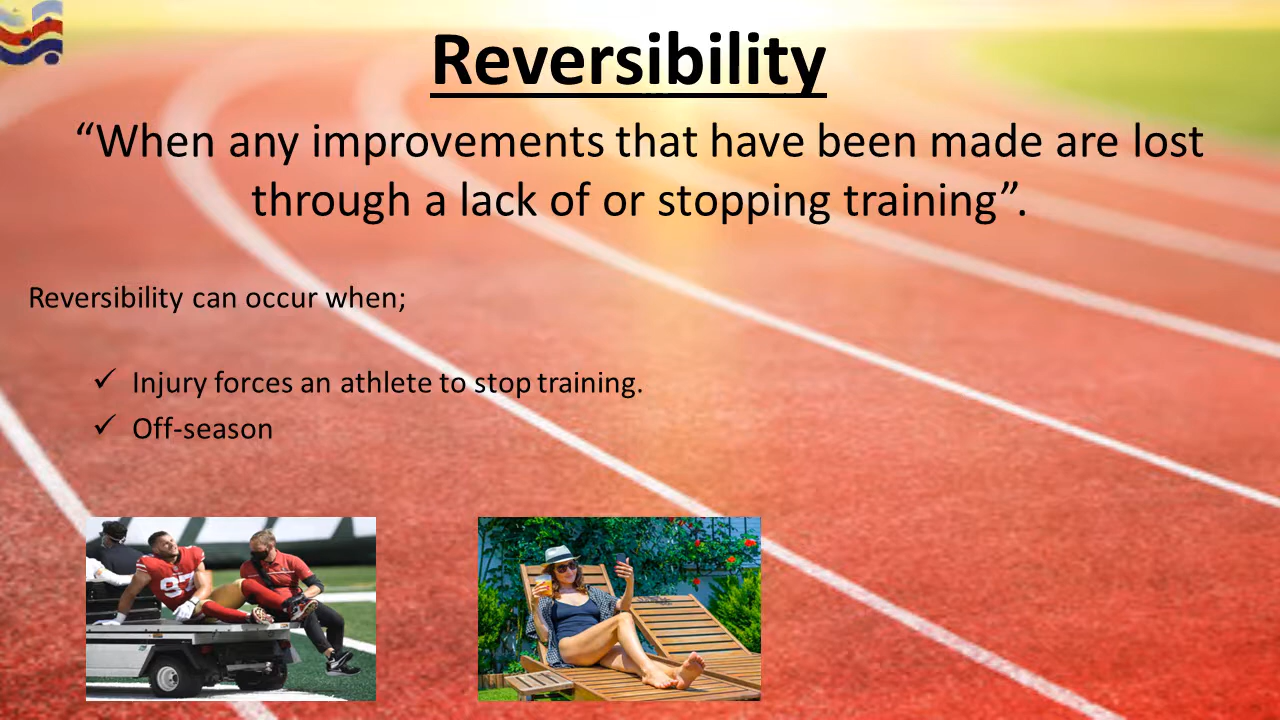 Reversibility
“When any improvements that have been made are lost
through a lack of or stopping training”.
Reversibility can occur when;
✓ Injury forces an athlete to stop training.
✓ Off-season
97